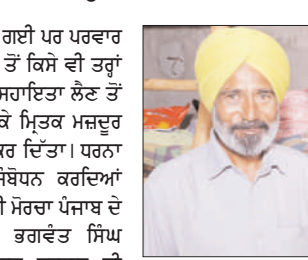 ਗਈ ਪਰ ਪਰਵਾਰ
ਤੋਂ ਕਿਸੇ ਵੀ ਤਰ੍ਹਾਂ
ਸਹਾਇਤਾ ਲੈਣ ਤੋਂ
ਕੇ ਮ੍ਰਿਤਕ ਮਜ਼ਦੂਰ
ਕਰ ਦਿੱਤਾ। ਧਰਨਾ
ਸੰਬੋਧਨ ਕਰਦਿਆਂ
ਮੋਰਚਾ ਪੰਜਾਬ ਦੇ
ਭਗਵੰਤ ਸਿੰਘ